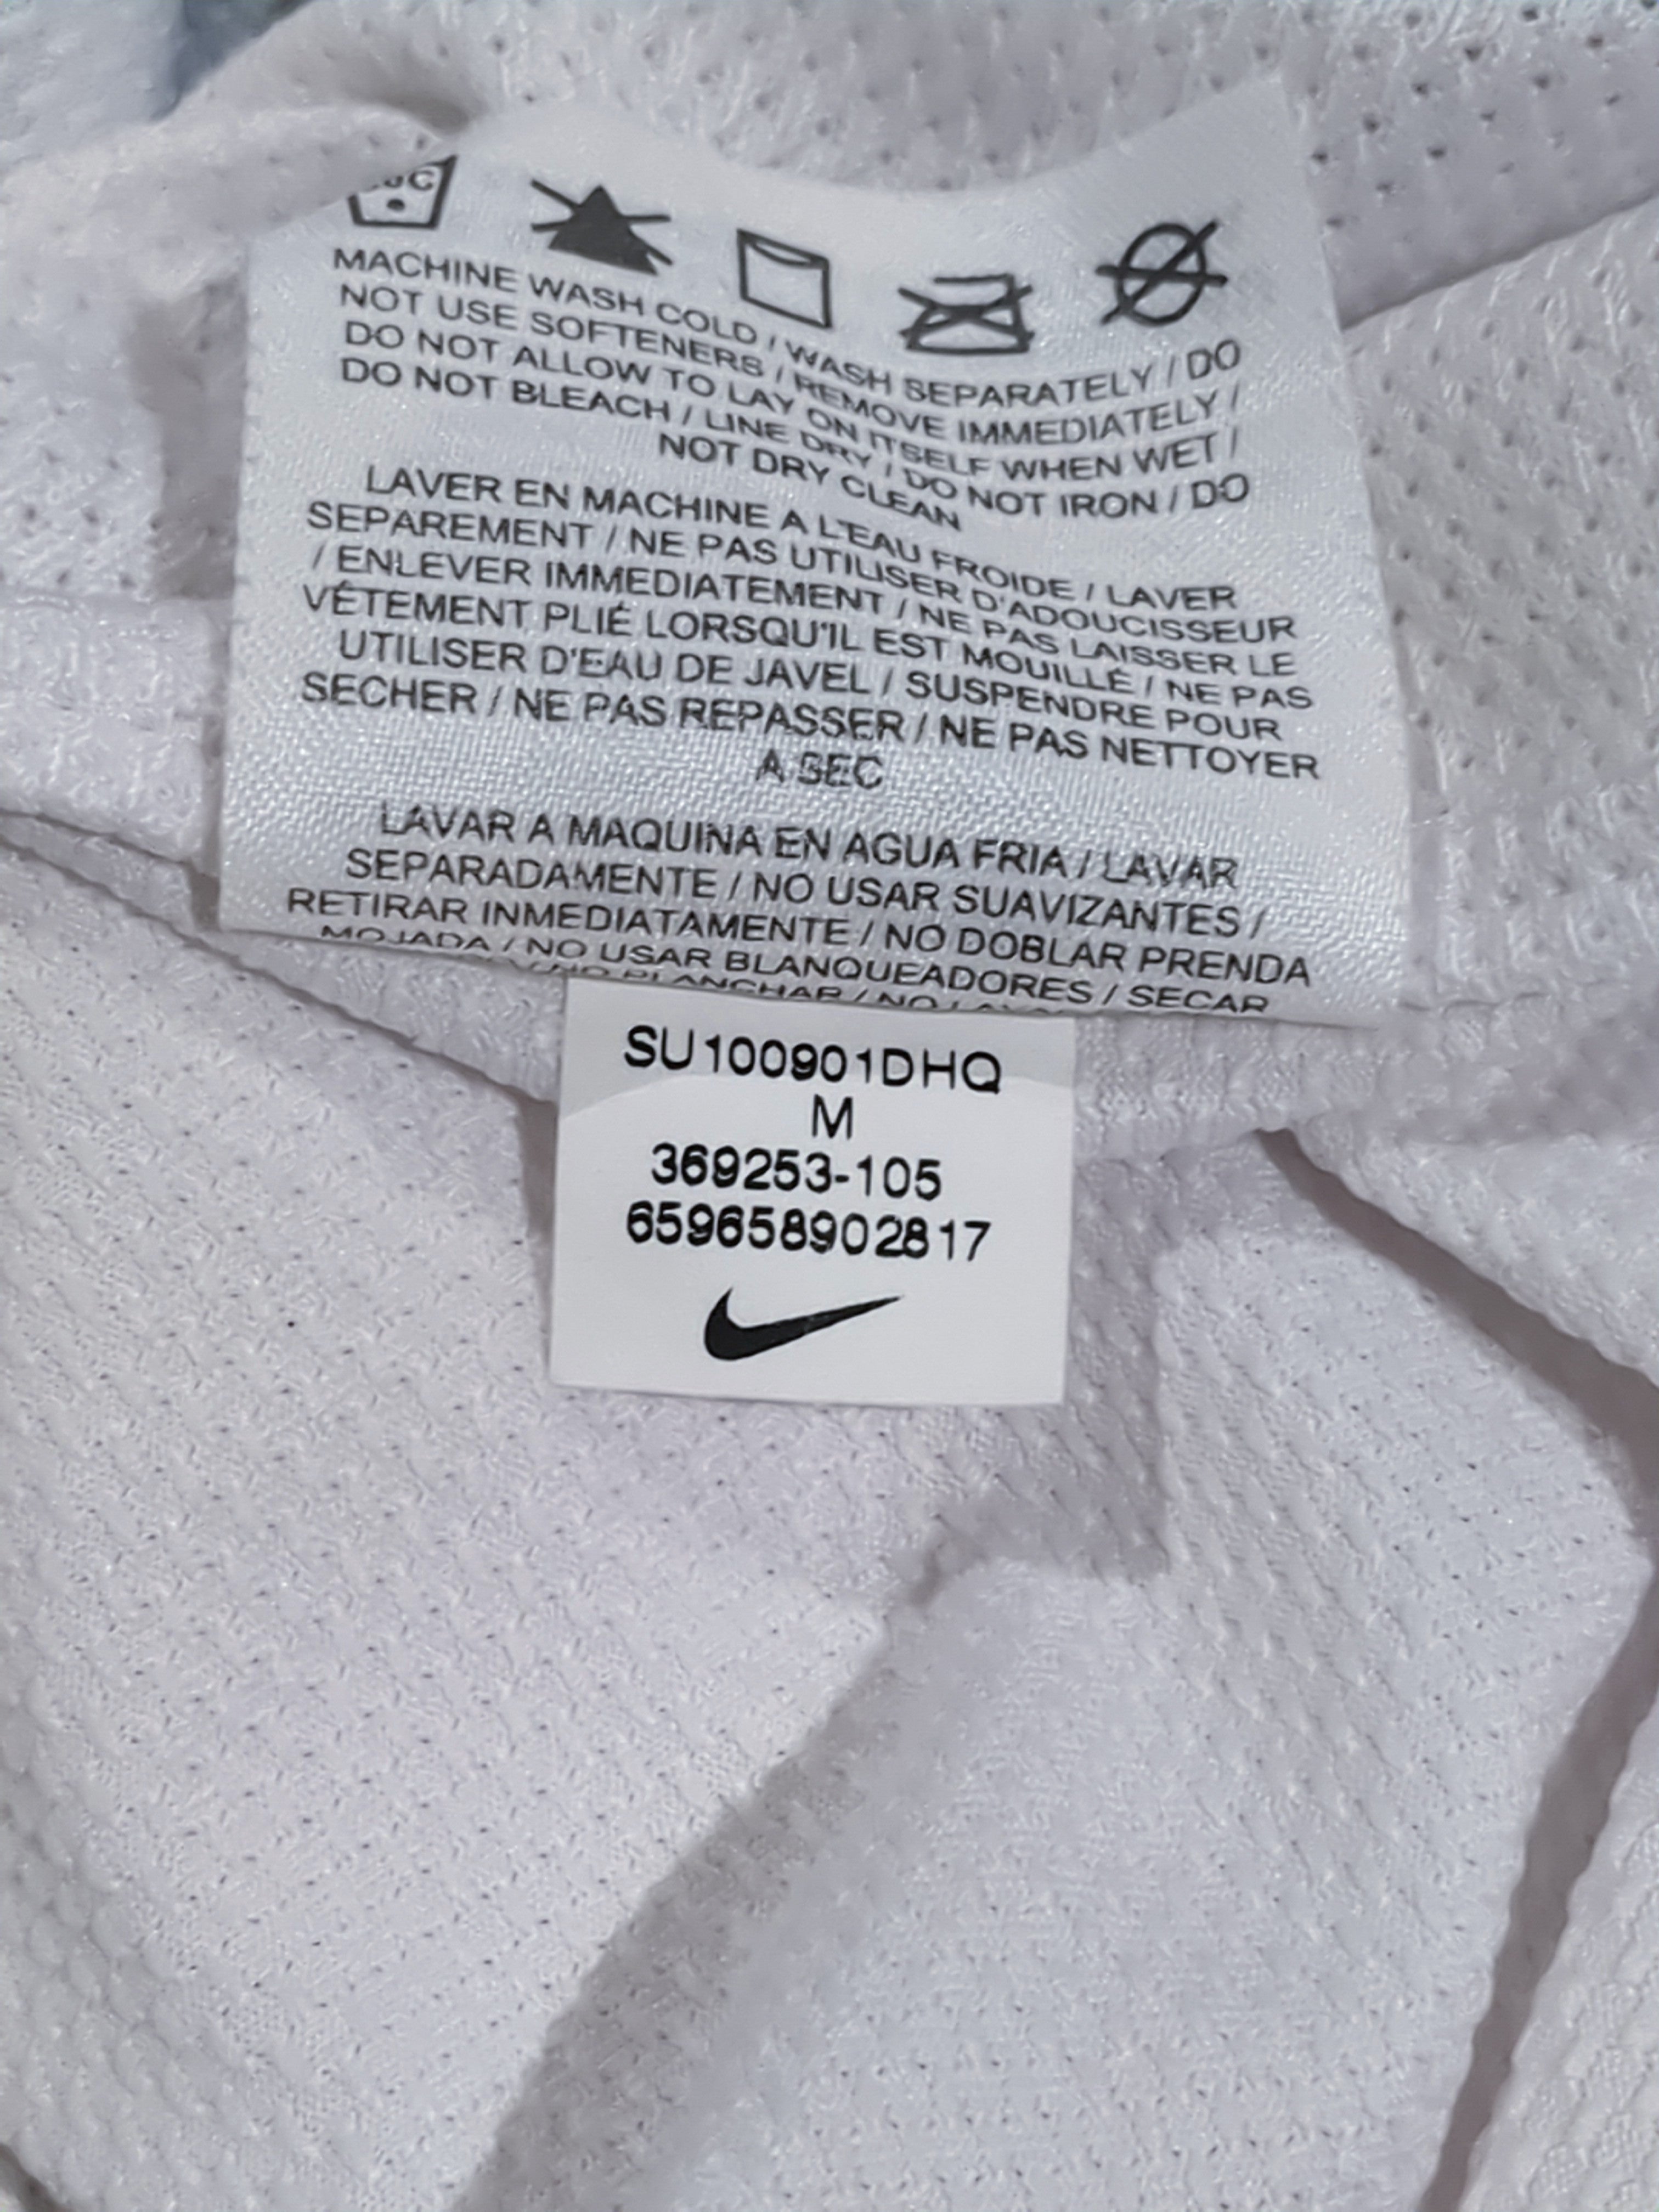 MACHINE WASH COLD / WASH SEPARATELY / DO
NOT USE SOFTENERS / REMOVE IMMEDIATELY /
DO NOT ALLOW TO LAY ON ITSELF WHEN WET /
DO NOT BLEACH / LINE DRY / DO NOT IRON / DO
NOT DRY CLEAN
LAVER EN MACHINE A L'EAU FROIDE / LAVER
SEPAREMENT / NE PAS UTILISER D'ADOUCISSEUR
/ ENLEVER IMMEDIATEMENT / NE PAS LAISSER LE
VÊTEMENT PLIÉ LORSQU'IL EST MOUILLÉ / NE PAS
UTILISER D'EAU DE JAVEL / SUSPENDRE POUR
SECHER / NE PAS REPASSER / NE PAS NETTOYER
A SEC
LAVAR A MAQUINA EN AGUA FRIA / LAVAR
SEPARADAMENTE / NO USAR SUAVIZANTES /
RETIRAR INMEDIATAMENTE / NO DOBLAR PRENDA
MOJADA / NO USAR BLANQUEADORES / SECAR
/ NO PLANCHAR / NO
SU100901DHQ
M
369253-105
659658902817